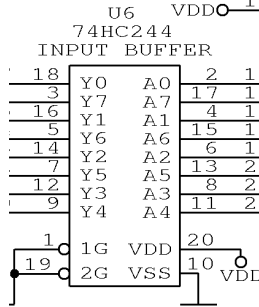 U6 VDD 1
74HC244
INPUT BUFFER
18 Y0 A0 2 1
3 Y7 A7 17 1
16 Y1 A1 4 1
5 Y6 A6 15 1
14 Y2 A2 6 1
7 Y5 A5 13 2
12 Y3 A3 8 2
9 Y4 A4 11 2
1 1G VDD 20
19 2G VSS 10
VDD